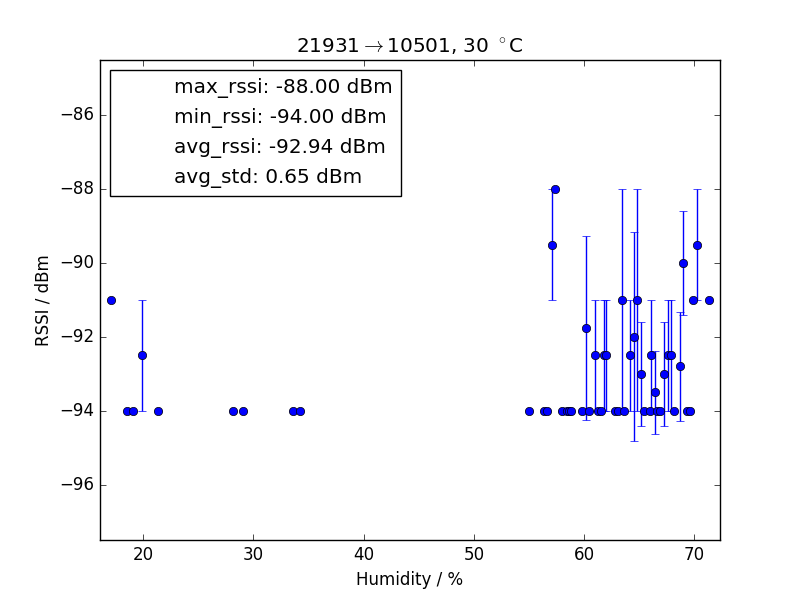 21931→10501, 30 °C
max_rssi: -88.00 dBm
min_rssi: -94.00 dBm
avg_rssi: -92.94 dBm
avg_std: 0.65 dBm
RSSI / dBm
−86
−88
−90
−92
−94
−96
20 30 40 50 60 70
Humidity / %